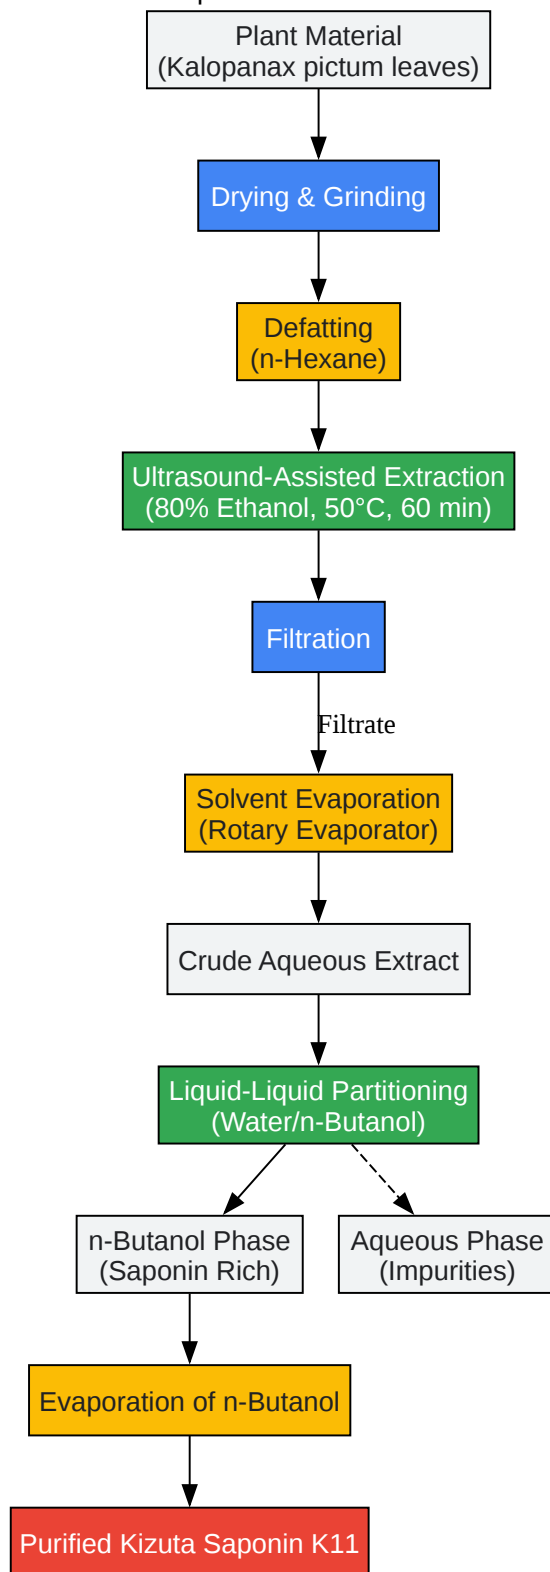 Plant Material
(Kalopanax pictum leaves)
Drying & Grinding
Defatting
(n-Hexane)
Ultrasound-Assisted Extraction
(80% Ethanol, 50°C, 60 min)
Filtration
Filtrate
Solvent Evaporation
(Rotary Evaporator)
Crude Aqueous Extract
Liquid-Liquid Partitioning
(Water/n-Butanol)
n-Butanol Phase
(Saponin Rich)
Aqueous Phase
(Impurities)
Evaporation of n-Butanol
Purified Kizuta Saponin K11